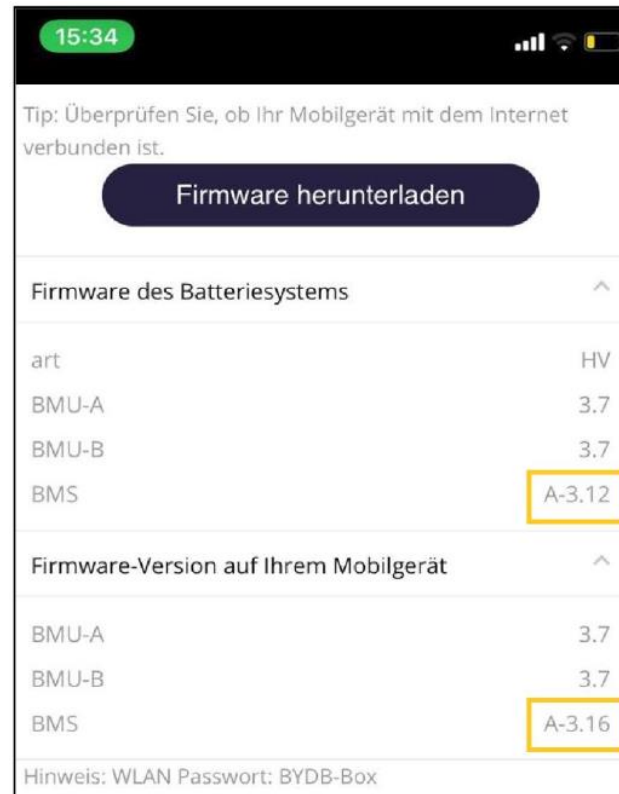 15:34
Tip: Überprüfen Sie, ob Ihr Mobilgerät mit dem Internet
verbunden ist.
Firmware herunterladen
Firmware des Batteriesystems
art HV
BMU-A 3.7
BMU-B 3.7
BMS A-3.12
Firmware-Version auf Ihrem Mobilgerät
BMU-A 3.7
BMU-B 3.7
BMS A-3.16
Hinweis: WLAN Passwort: BYDB-Box